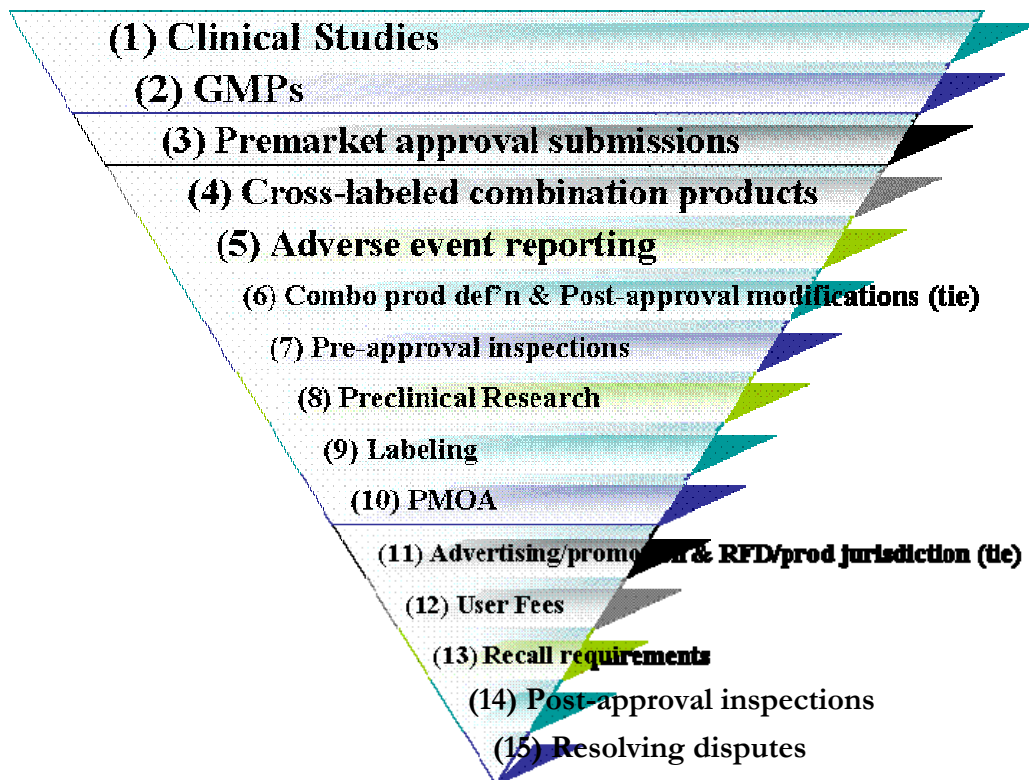 (1) Clinical Studies
(2) GMPs
(3) Premarket approval submissions
(4) Cross-labeled combination products
(5) Adverse event reporting
(6) Combo prod def'n & Post-approval modifications (tie)
(7) Pre-approval inspections
(8) Preclinical Research
(9) Labeling
(10) PMOA
(11) Advertising/promotion & RFD/prod jurisdiction (tie)
(12) User Fees
(13) Recall requirements
(14) Post-approval inspections
(15) Resolving disputes